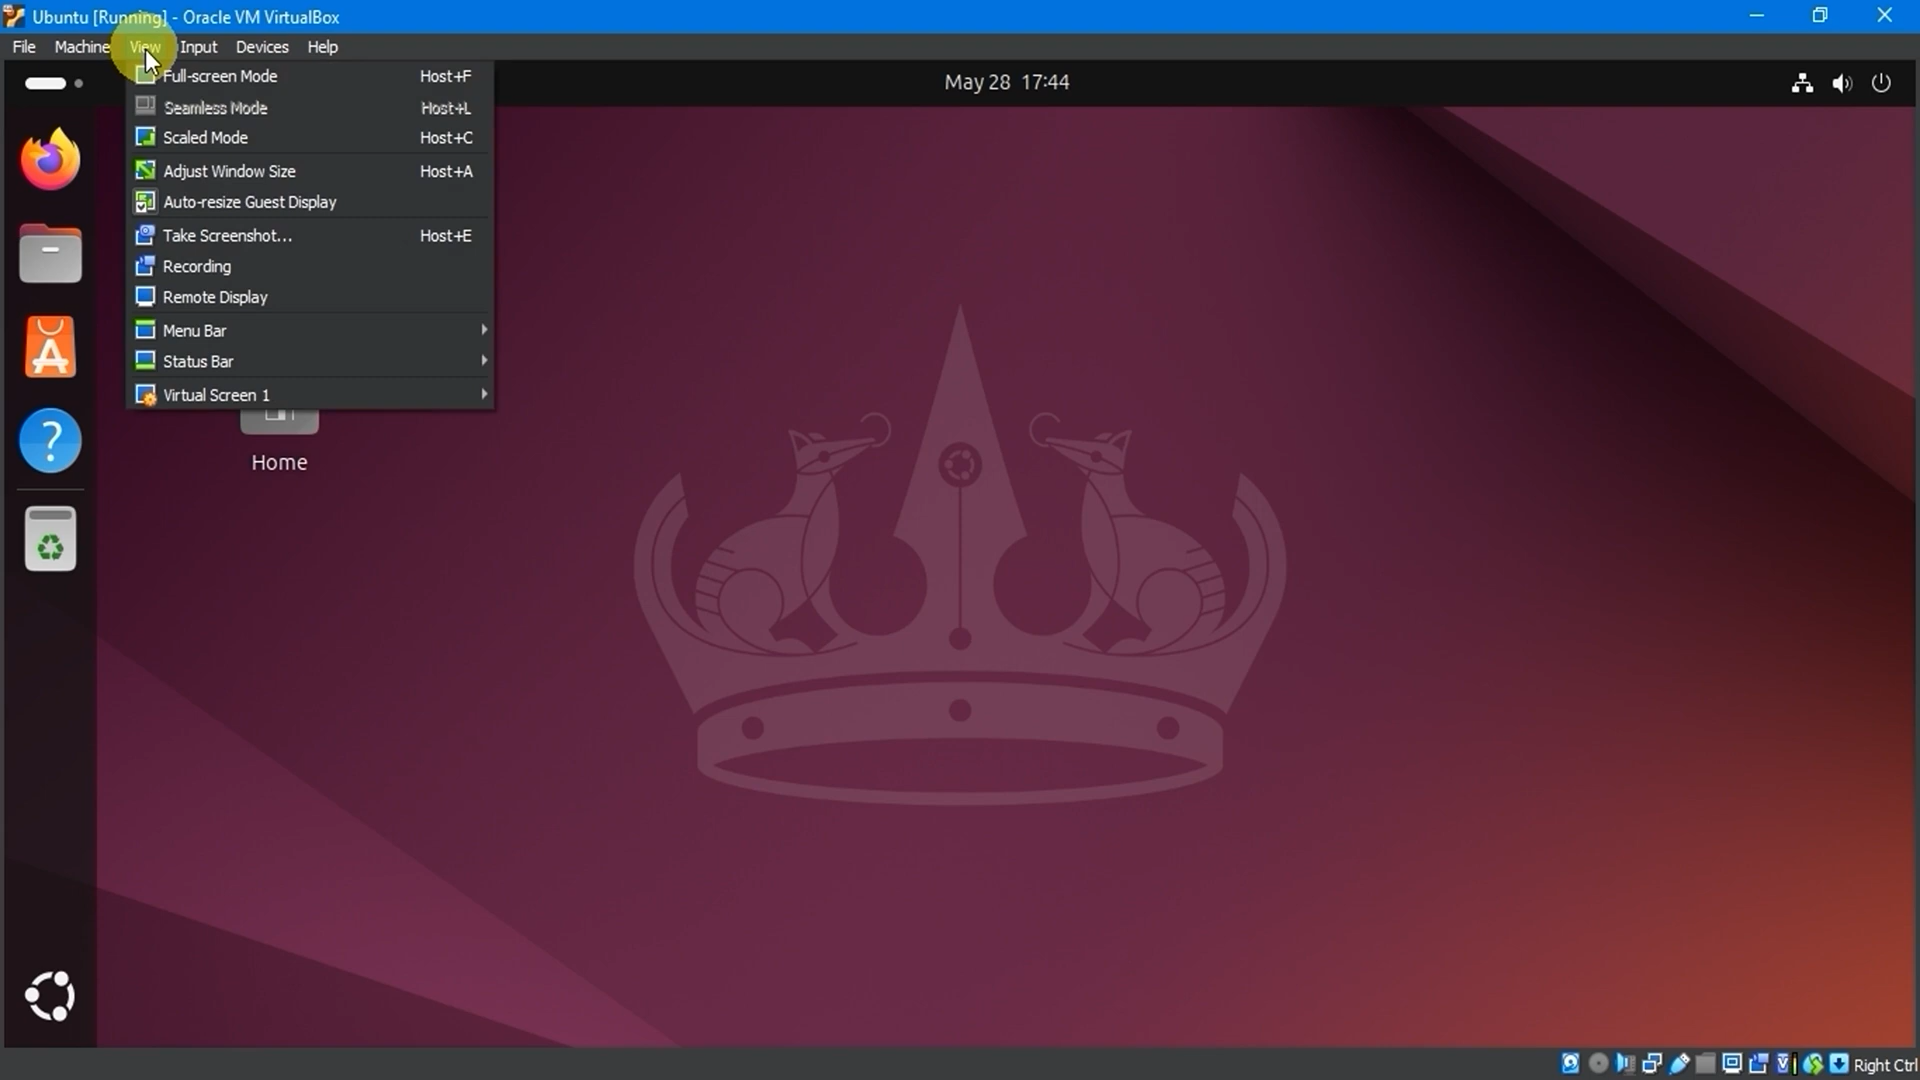 Ubuntu [Running] - Oracle VM VirtualBox
File Machine View Input Devices Help
May 28 17:44
Full-screen Mode Host+F
Seamless Mode Host+L
Scaled Mode Host+C
Adjust Window Size Host+A
Auto-resize Guest Display
Take Screenshot... Host+E
Recording
Remote Display
Menu Bar
Status Bar
Virtual Screen 1
Home
Right Ctrl